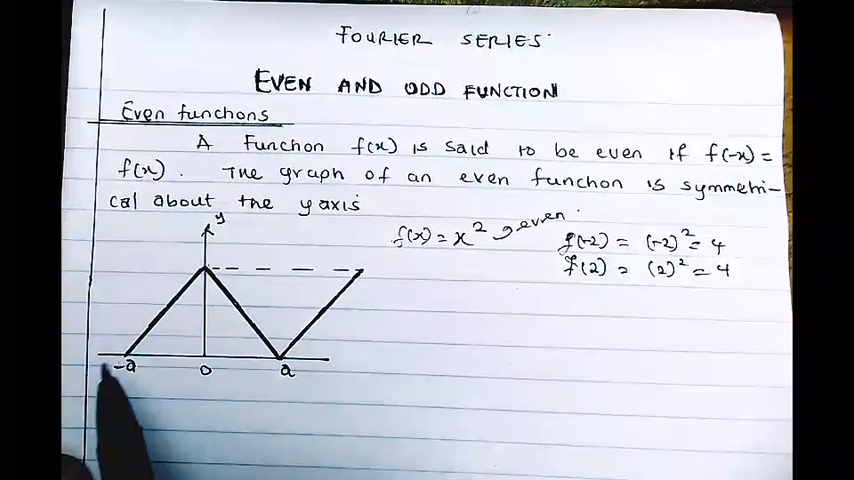 FOURIER SERIES
EVEN AND ODD FUNCTION
Even functions
A Function f(x) is said to be even if f(-x) =
f(x). The graph of an even function is symmetri-
cal about the y axis
f(x) = x² even
f(-2) = (-2)² = 4
f(2) = (2)² = 4
y
-a 0 a